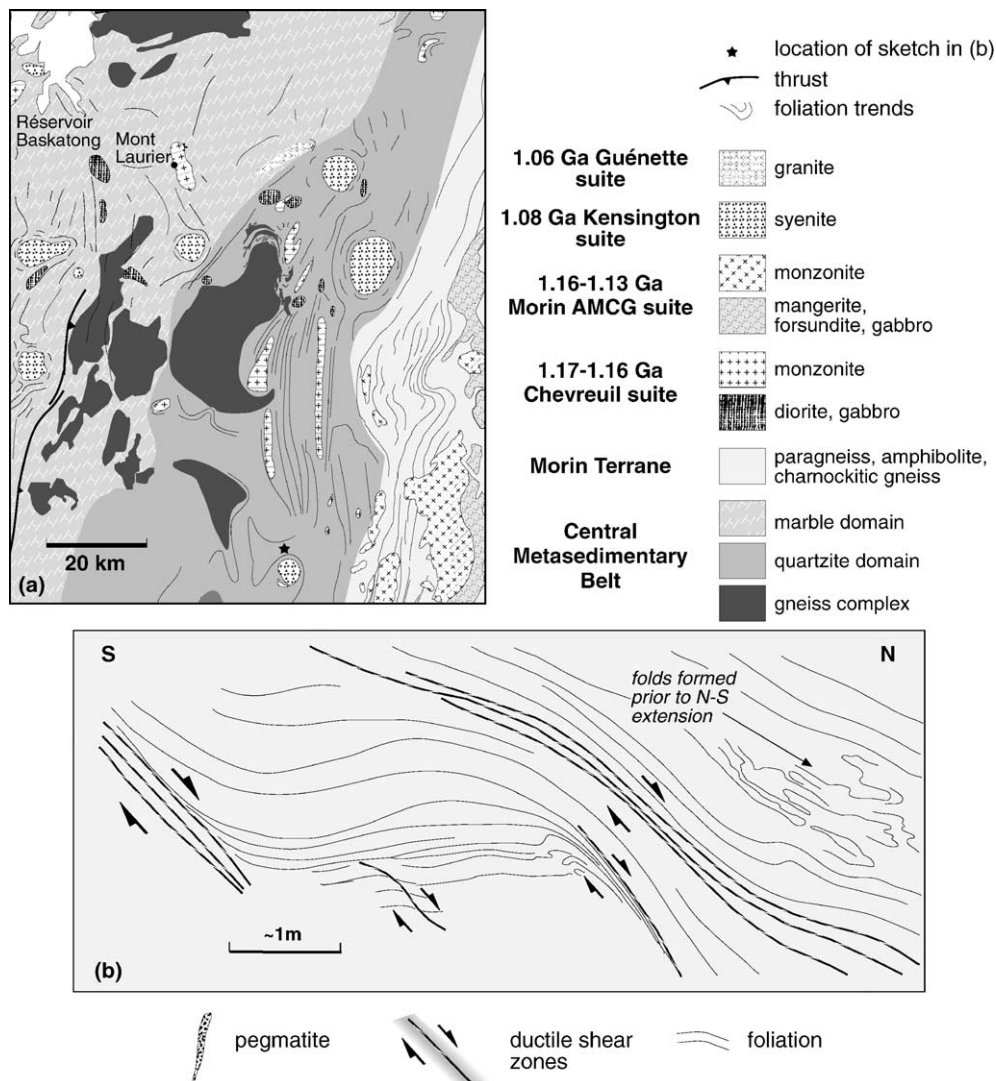 Réservoir
Baskatong
Mont
Laurier
20 km
(a)
location of sketch in (b)
thrust
foliation trends
1.06 Ga Guénette
suite
granite
1.08 Ga Kensington
suite
syenite
1.16-1.13 Ga
Morin AMCG suite
monzonite
mangerite,
forsundite, gabbro
1.17-1.16 Ga
Chevreuil suite
monzonite
diorite, gabbro
Morin Terrane
paragneiss, amphibolite,
charnockitic gneiss
Central
Metasedimentary
Belt
marble domain
quartzite domain
gneiss complex
S
N
folds formed
prior to N-S
extension
~1m
(b)
pegmatite
ductile shear
zones
foliation